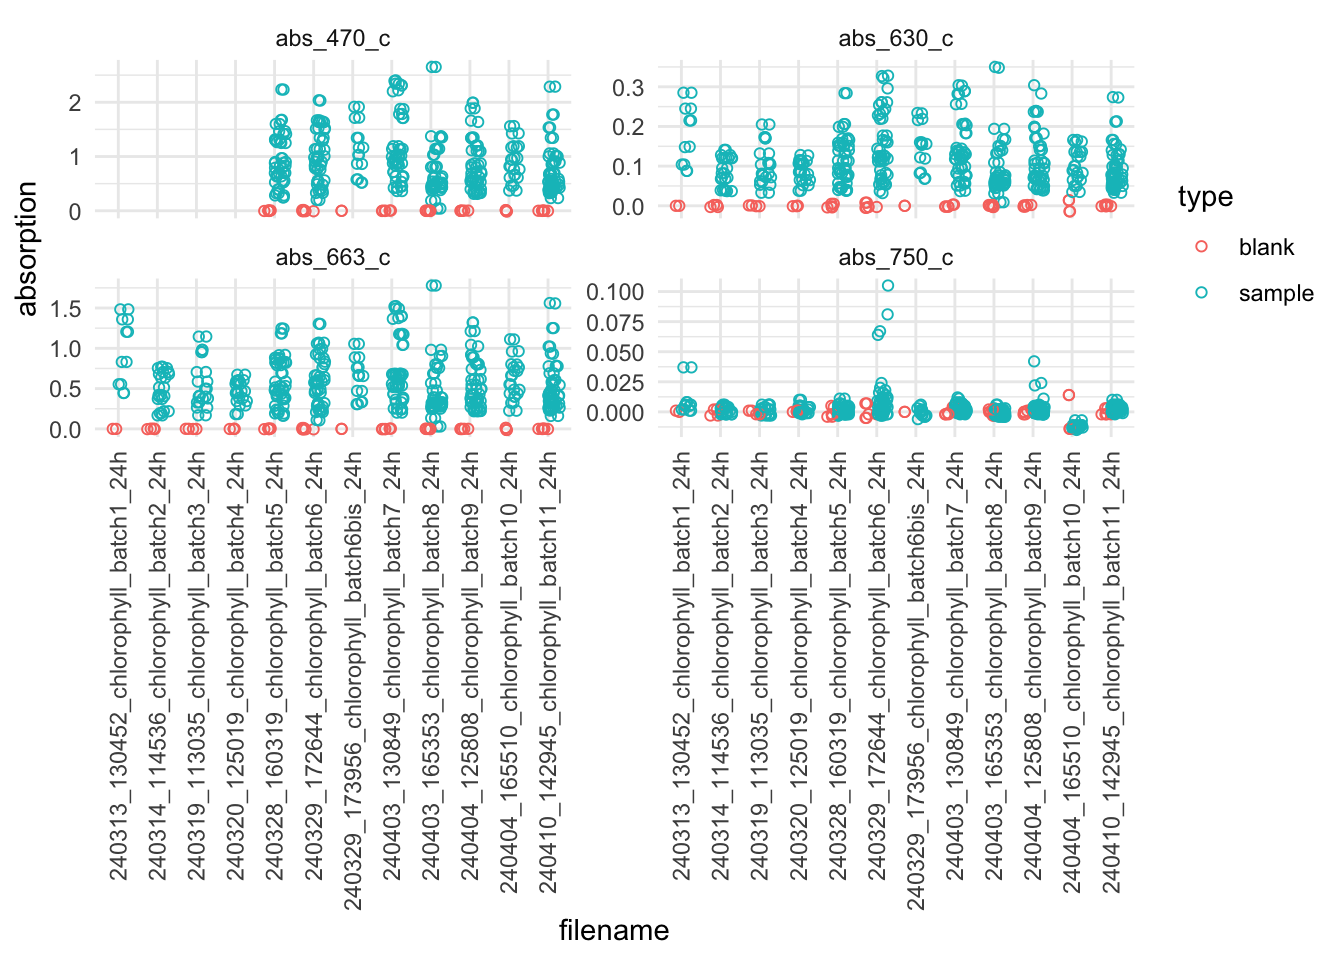 abs_470_c
abs_630_c
2
1
0
0.3
0.2
0.1
0.0
abs_663_c
abs_750_c
1.5
1.0
0.5
0.0
0.100
0.075
0.050
0.025
0.000
absorption
240313_130452_chlorophyll_batch1_24h
240314_114536_chlorophyll_batch2_24h
240319_113035_chlorophyll_batch3_24h
240320_125019_chlorophyll_batch4_24h
240328_160319_chlorophyll_batch5_24h
240329_172644_chlorophyll_batch6_24h
240329_173956_chlorophyll_batch6bis_24h
240403_130849_chlorophyll_batch7_24h
240403_165353_chlorophyll_batch8_24h
240404_125808_chlorophyll_batch9_24h
240404_165510_chlorophyll_batch10_24h
240410_142945_chlorophyll_batch11_24h
240313_130452_chlorophyll_batch1_24h
240314_114536_chlorophyll_batch2_24h
240319_113035_chlorophyll_batch3_24h
240320_125019_chlorophyll_batch4_24h
240328_160319_chlorophyll_batch5_24h
240329_172644_chlorophyll_batch6_24h
240329_173956_chlorophyll_batch6bis_24h
240403_130849_chlorophyll_batch7_24h
240403_165353_chlorophyll_batch8_24h
240404_125808_chlorophyll_batch9_24h
240404_165510_chlorophyll_batch10_24h
240410_142945_chlorophyll_batch11_24h
filename
type
blank
sample